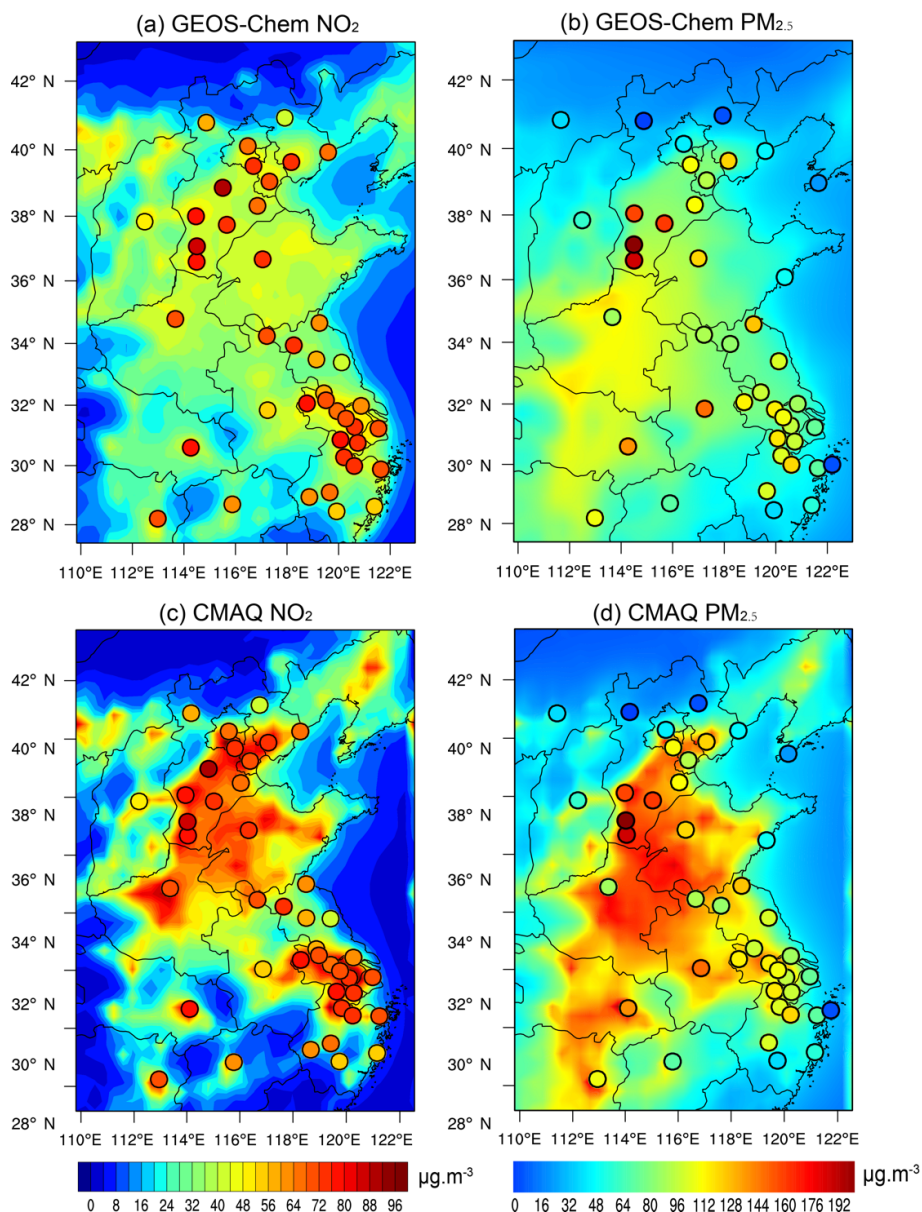 (a) GEOS-Chem NO₂ (b) GEOS-Chem PM₂.₅
42° N 42° N
40° N 40° N
38° N 38° N
36° N 36° N
34° N 34° N
32° N 32° N
30° N 30° N
28° N 28° N
110°E 112°E 114°E 116°E 118°E 120°E 122°E 110°E 112°E 114°E 116°E 118°E 120°E 122°E
(c) CMAQ NO₂ (d) CMAQ PM₂.₅
42° N 42° N
40° N 40° N
38° N 38° N
36° N 36° N
34° N 34° N
32° N 32° N
30° N 30° N
28° N 28° N
110°E 112°E 114°E 116°E 118°E 120°E 122°E 110°E 112°E 114°E 116°E 118°E 120°E 122°E
0 8 16 24 28 34 40 48 54 60 72 80 88 96 µg.m⁻³ 0 16 32 48 64 80 96 112 128 144 160 176 192 µg.m⁻³